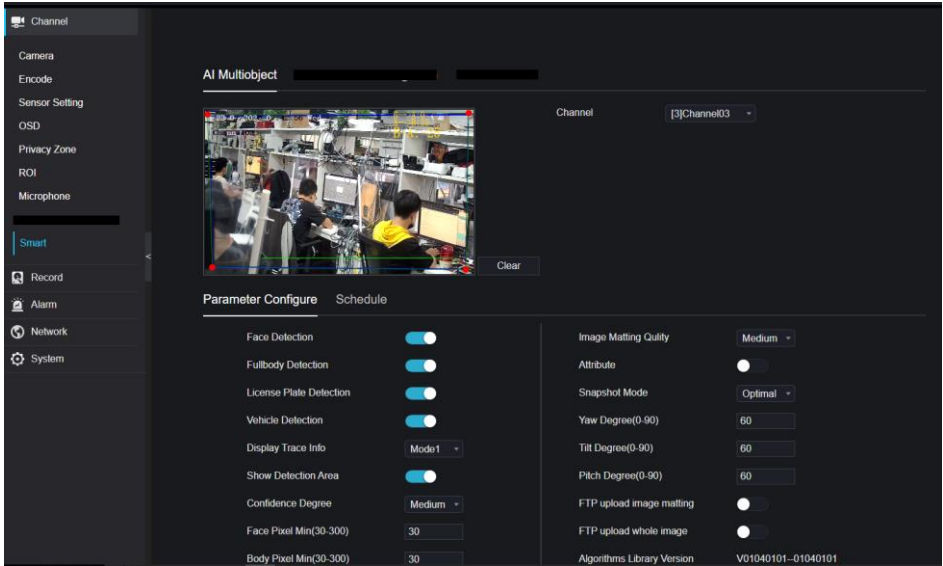 Channel
Camera
Encode
Sensor Setting
OSD
Privacy Zone
ROI
Microphone
Smart
Record
Alarm
Network
System
AI Multiobject
Channel [3]Channel03
Clear
Parameter Configure Schedule
Face Detection
Fullbody Detection
License Plate Detection
Vehicle Detection
Display Trace Info Mode1
Show Detection Area
Confidence Degree Medium
Face Pixel Min(30-300) 30
Body Pixel Min(30-300) 30
Image Matting Qulity Medium
Attribute
Snapshot Mode Optimal
Yaw Degree(0-90) 60
Tilt Degree(0-90) 60
Pitch Degree(0-90) 60
FTP upload image matting
FTP upload whole image
Algorithms Library Version V01040101--01040101